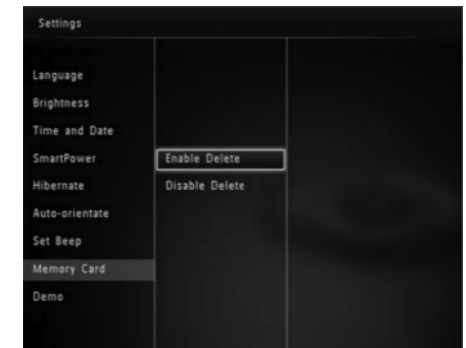 Settings
Language
Brightness
Time and Date
SmartPower
Enable Delete
Hibernate
Disable Delete
Auto-orientate
Set Beep
Memory Card
Demo